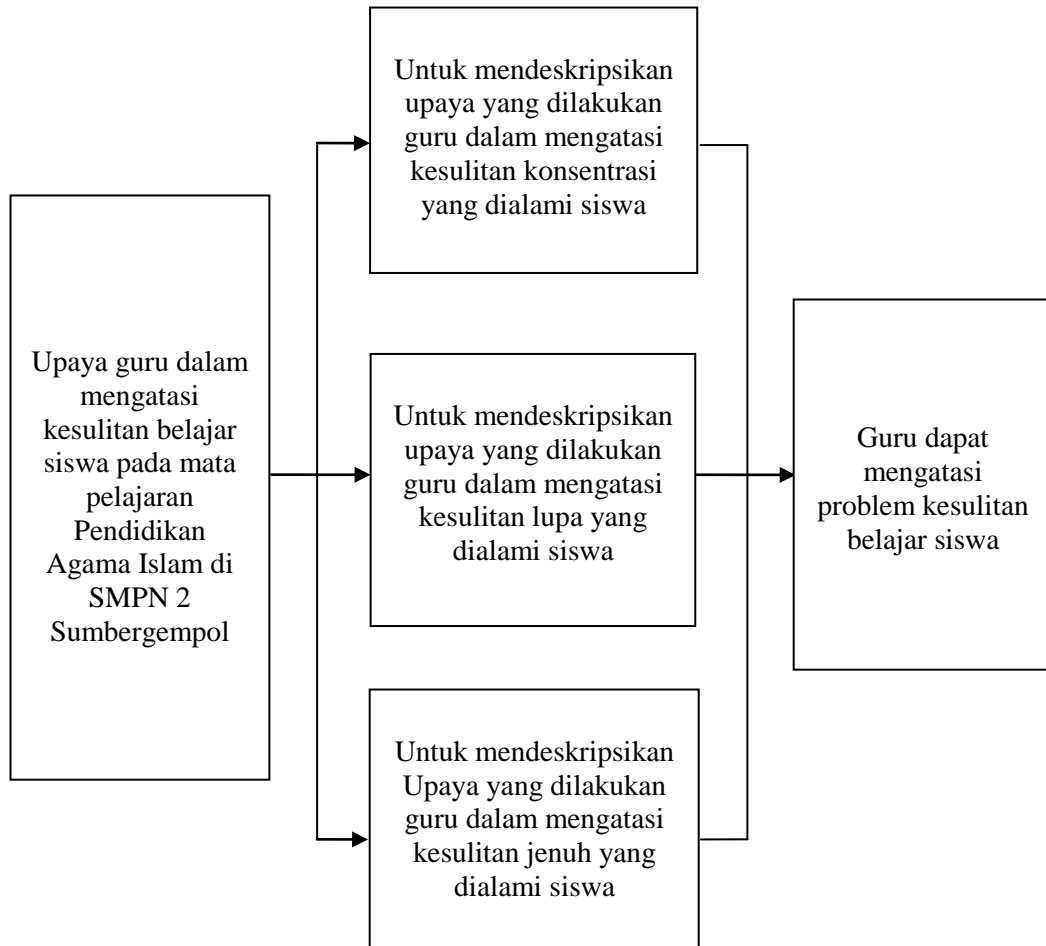 Upaya guru dalam
mengatasi
kesulitan belajar
siswa pada mata
pelajaran
Pendidikan
Agama Islam di
SMPN 2
Sumbergempol
Untuk mendeskripsikan
upaya yang dilakukan
guru dalam mengatasi
kesulitan konsentrasi
yang dialami siswa
Untuk mendeskripsikan
upaya yang dilakukan
guru dalam mengatasi
kesulitan lupa yang
dialami siswa
Untuk mendeskripsikan
Upaya yang dilakukan
guru dalam mengatasi
kesulitan jenuh yang
dialami siswa
Guru dapat
mengatasi
problem kesulitan
belajar siswa